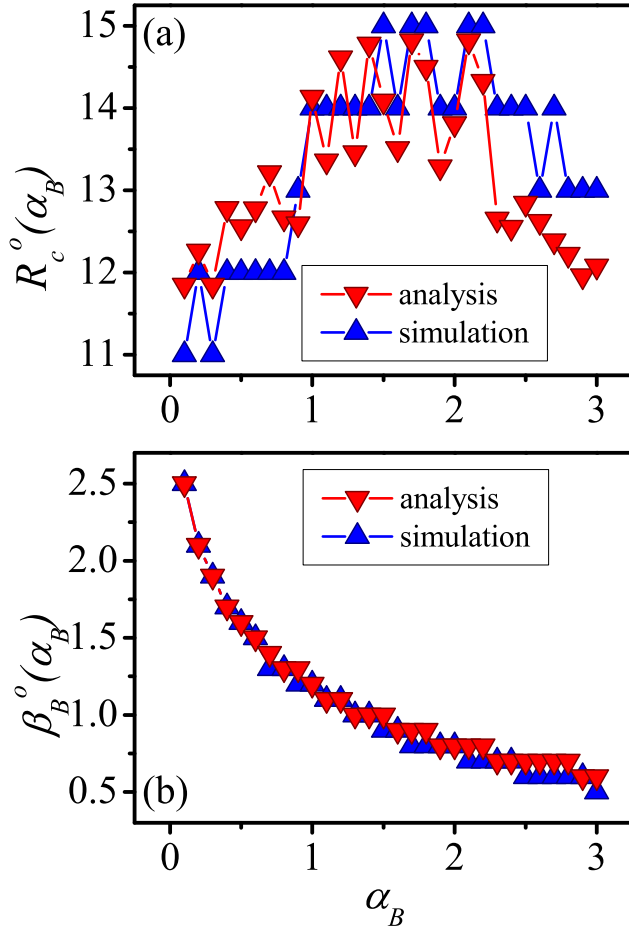 (a)
15
14
13
12
11
R_c^o(α_B)
analysis
simulation
0 1 2 3
(b)
2.5
2.0
1.5
1.0
0.5
β_B^o(α_B)
analysis
simulation
0 1 2 3
α_B